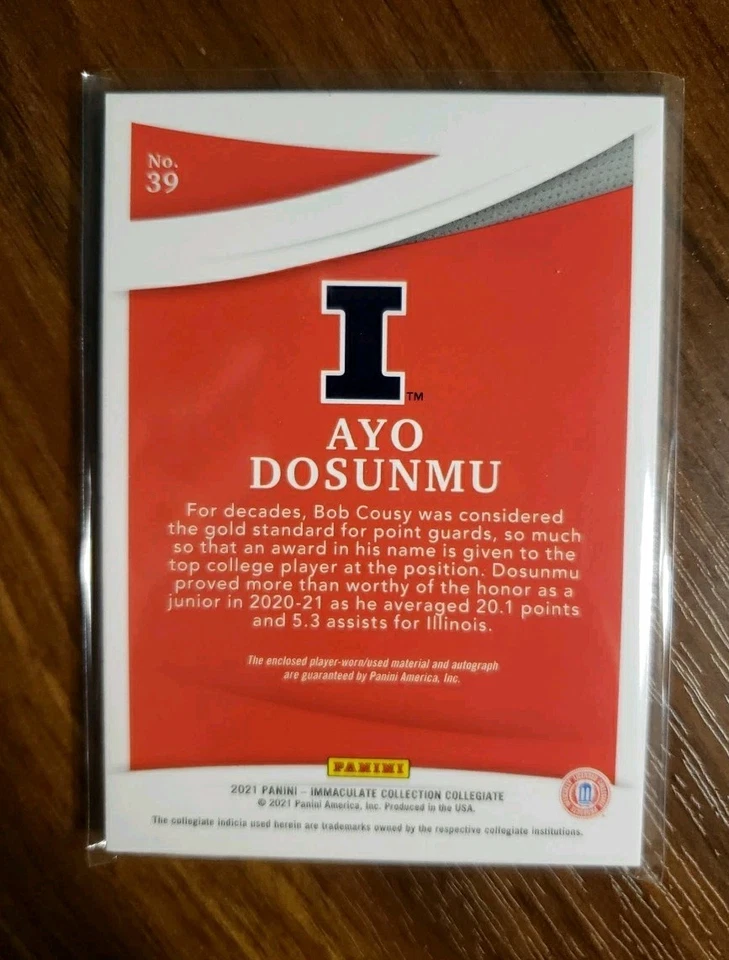 No.
39
I
TM
AYO
DOSUNMU
For decades, Bob Cousy was considered
the gold standard for point guards, so much
so that an award in his name is given to the
top college player at the position. Dosunmu
proved more than worthy of the honor as a
junior in 2020-21 as he averaged 20.1 points
and 5.3 assists for Illinois.
The enclosed player-worn/used material and autograph
are guaranteed by Panini America, Inc.
PANINI
2021 PANINI – IMMACULATE COLLECTION COLLEGIATE
© 2021 Panini America, Inc. Produced in the USA.
The collegiate indicia used herein are trademarks owned by the respective collegiate institutions.